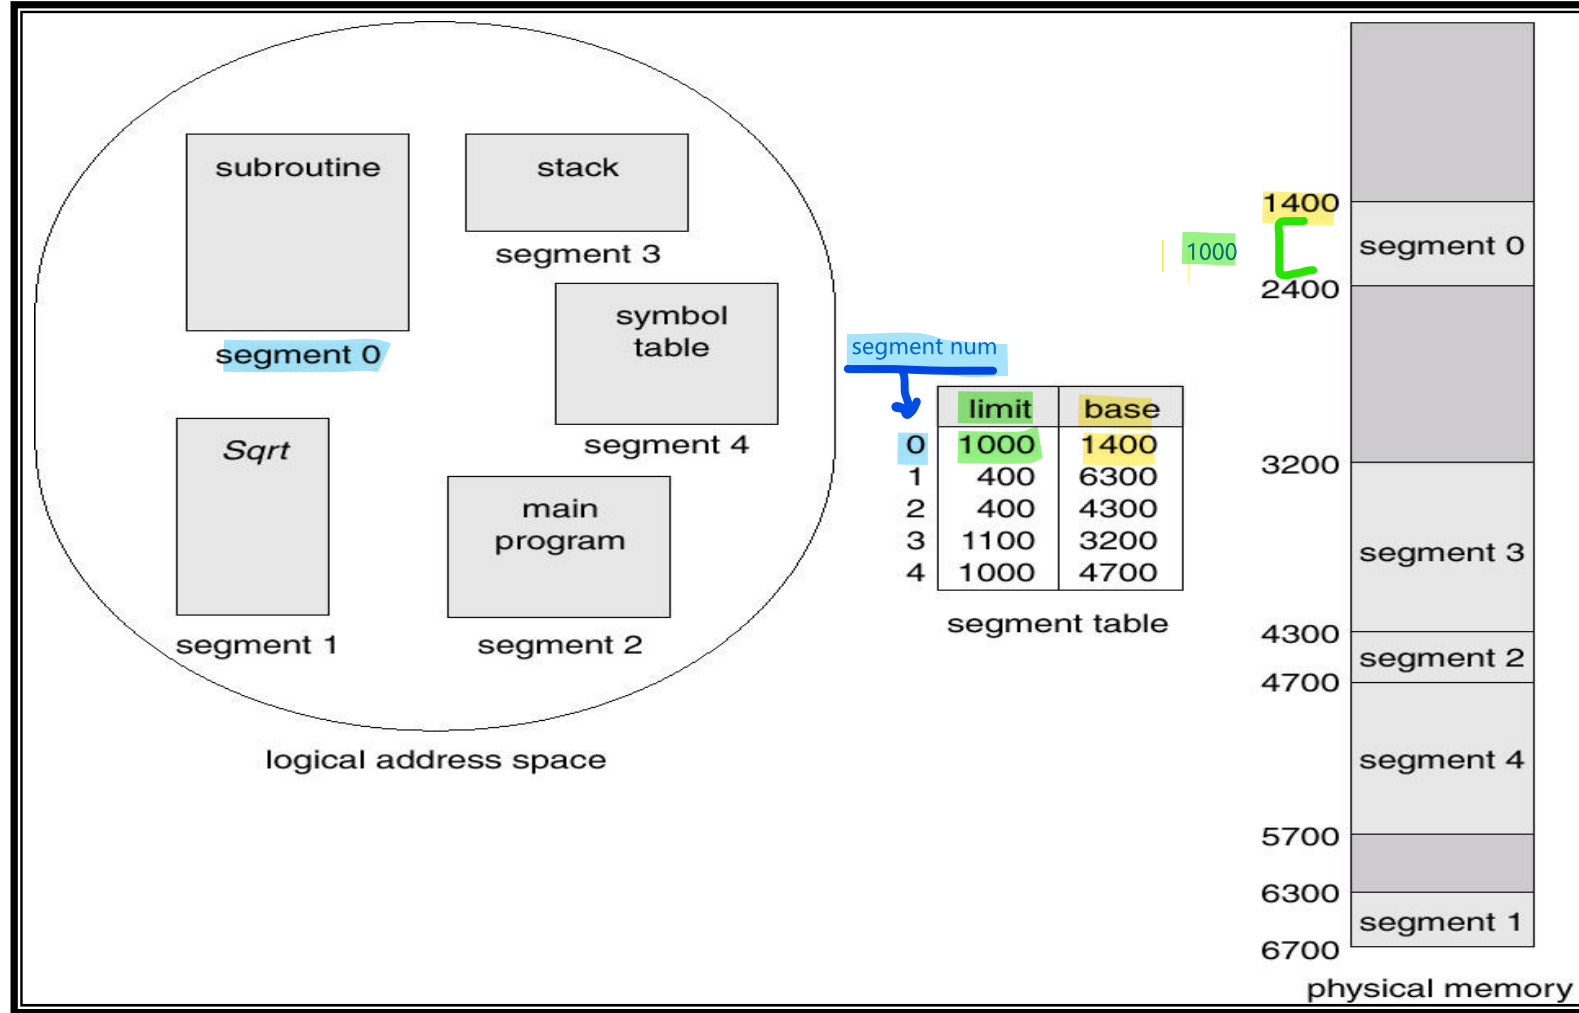 subroutine
stack
segment 3
segment 0
symbol
table
segment 4
Sqrt
segment 1
main
program
segment 2
logical address space
segment num
limit base
0 1000 1400
1 400 6300
2 400 4300
3 1100 3200
4 1000 4700
segment table
1400
1000
segment 0
2400
3200
segment 3
4300
segment 2
4700
segment 4
5700
6300
segment 1
6700
physical memory